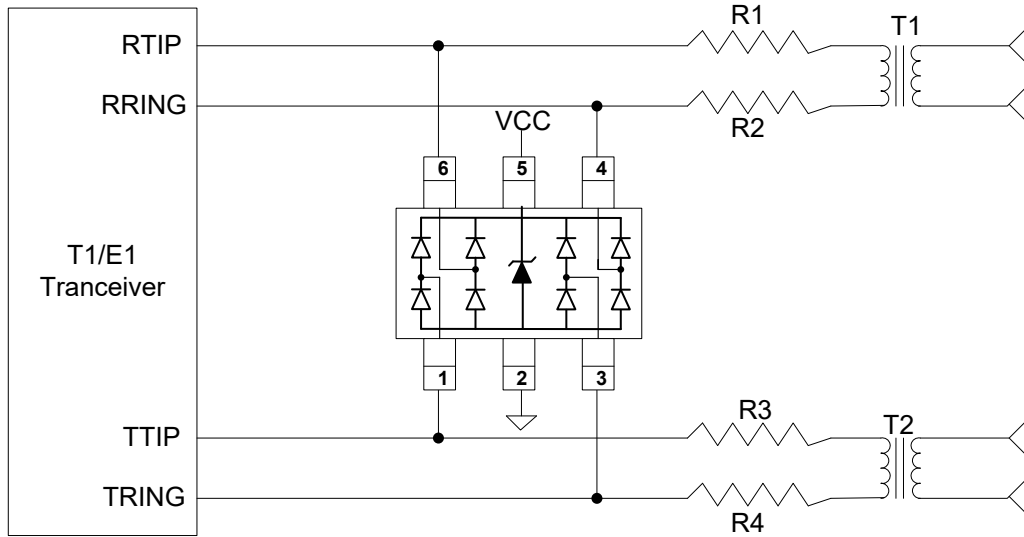 R1
T1
RTIP
RRING
R2
VCC
6
5
4
T1/E1
Tranceiver
1
2
3
R3
T2
TTIP
TRING
R4